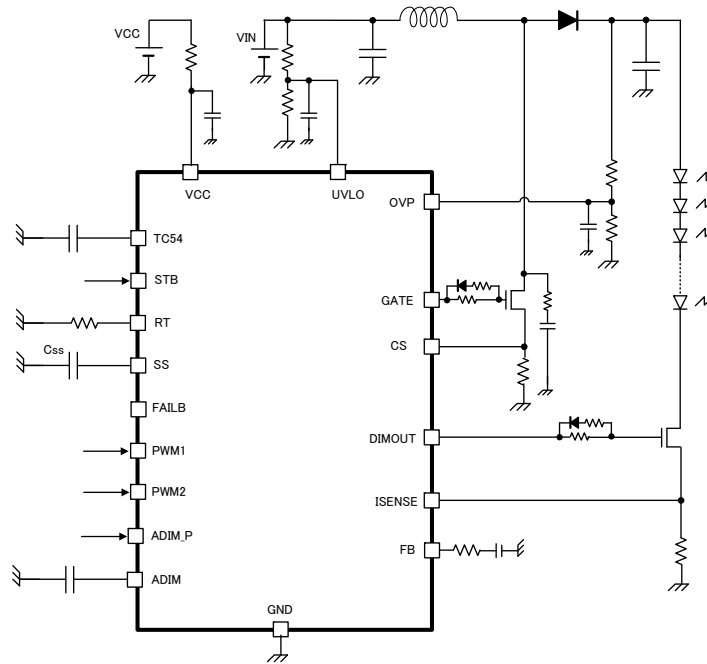 VCC
VIN
VCC
UVLO
OVP
TC54
STB
GATE
RT
CS
Css
SS
FAILB
DIMOUT
PWM1
PWM2
ISENSE
ADIM_P
FB
ADIM
GND